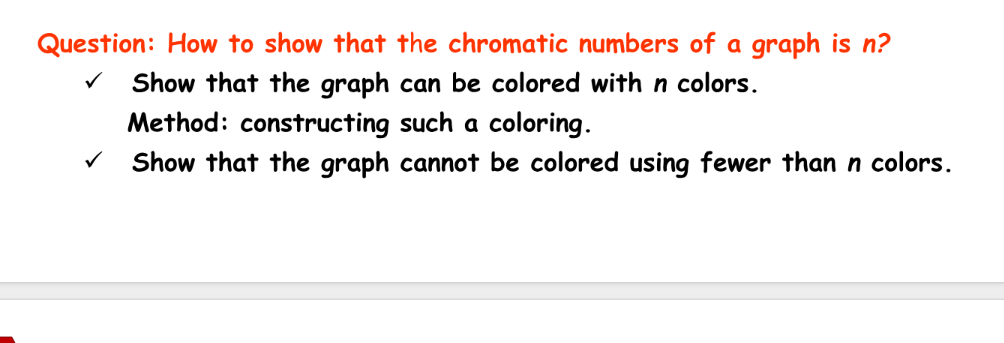 Question: How to show that the chromatic numbers of a graph is n?
✓ Show that the graph can be colored with n colors.
Method: constructing such a coloring.
✓ Show that the graph cannot be colored using fewer than n colors.